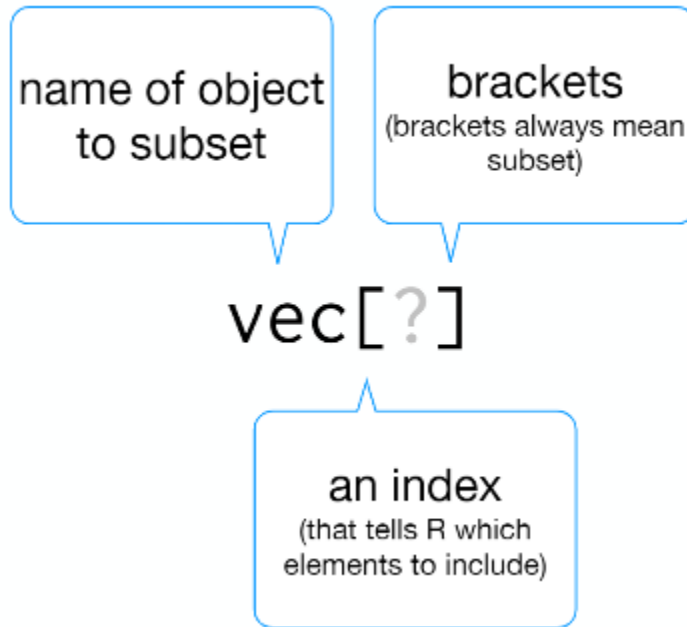 name of object
to subset
brackets
(brackets always mean
subset)
vec[?]
an index
(that tells R which
elements to include)